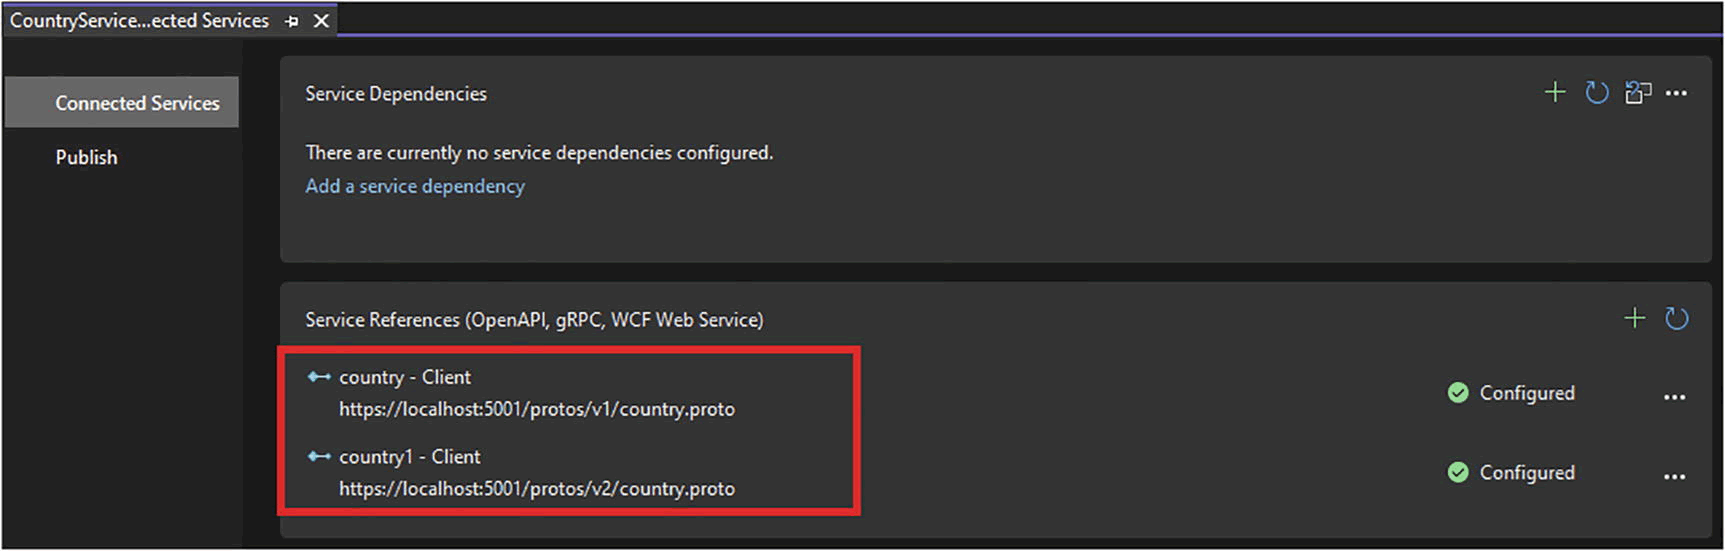 CountryService...ected Services
Connected Services
Publish
Service Dependencies
There are currently no service dependencies configured.
Add a service dependency
Service References (OpenAPI, gRPC, WCF Web Service)
country - Client
https://localhost:5001/protos/v1/country.proto
Configured
country1 - Client
https://localhost:5001/protos/v2/country.proto
Configured